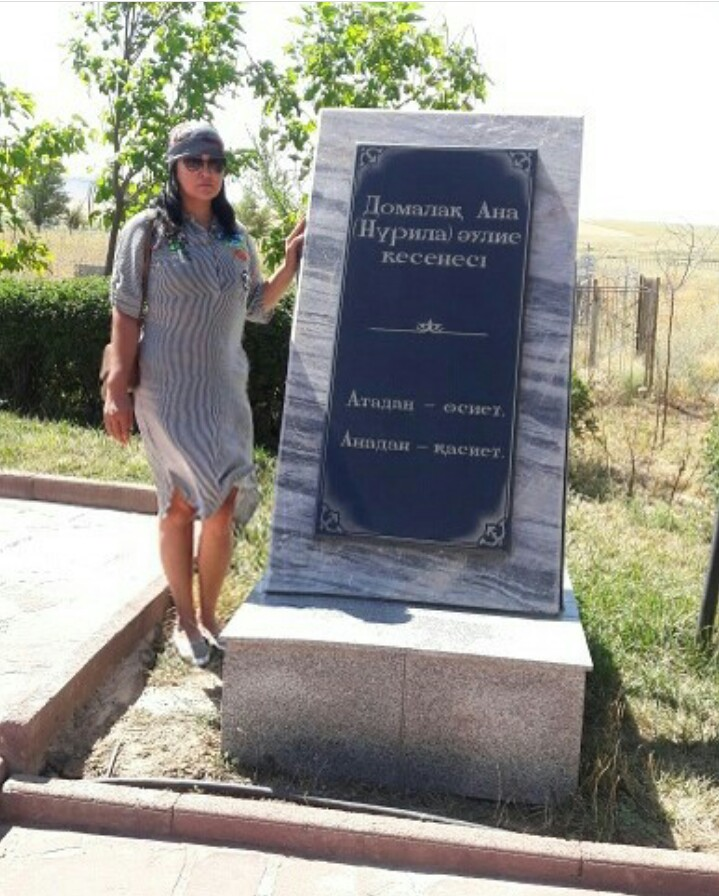 Домалақ Ана
(Нұрила) әулие
кесенесі
Атадан – өсиет.
Анадан – қасиет.